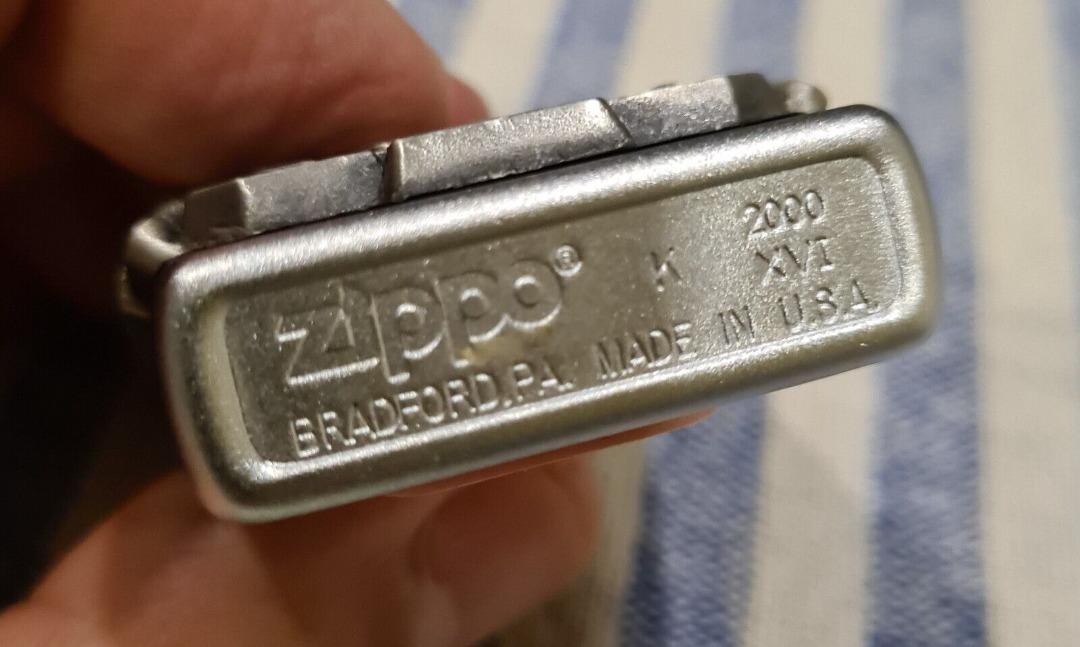 Zippo® K 2000
XVI
BRADFORD, PA. MADE IN U.S.A.